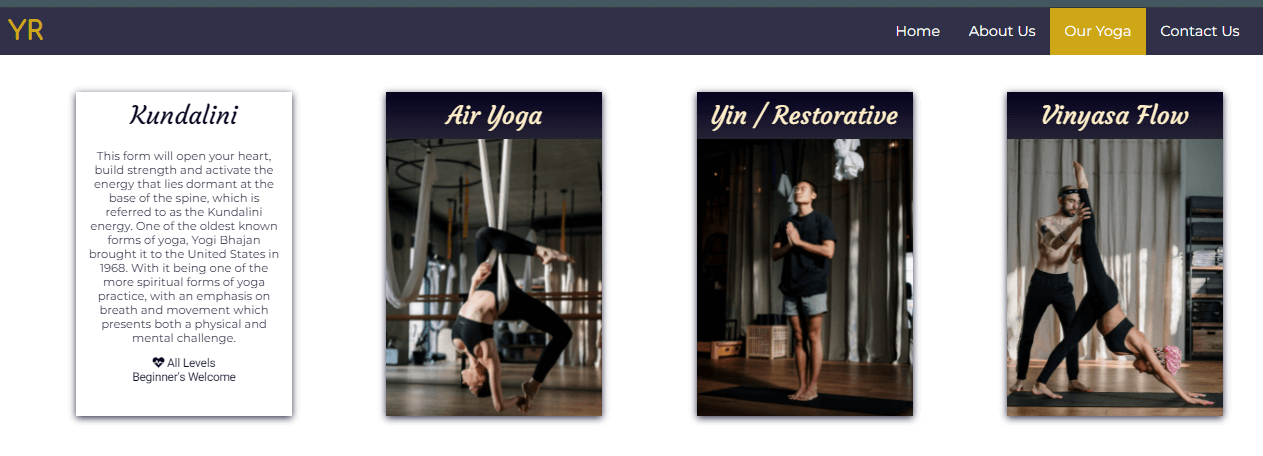 YR
Home
About Us
Our Yoga
Contact Us
Kundalini
This form will open your heart,
build strength and activate the
energy that lies dormant at the
base of the spine, which is
referred to as the Kundalini
energy. One of the oldest known
forms of yoga, Yogi Bhajan
brought it to the United States in
1968. With it being one of the
more spiritual forms of yoga
practice, with an emphasis on
breath and movement which
presents both a physical and
mental challenge.
All Levels
Beginner's Welcome
Air Yoga
Yin / Restorative
Vinyasa Flow